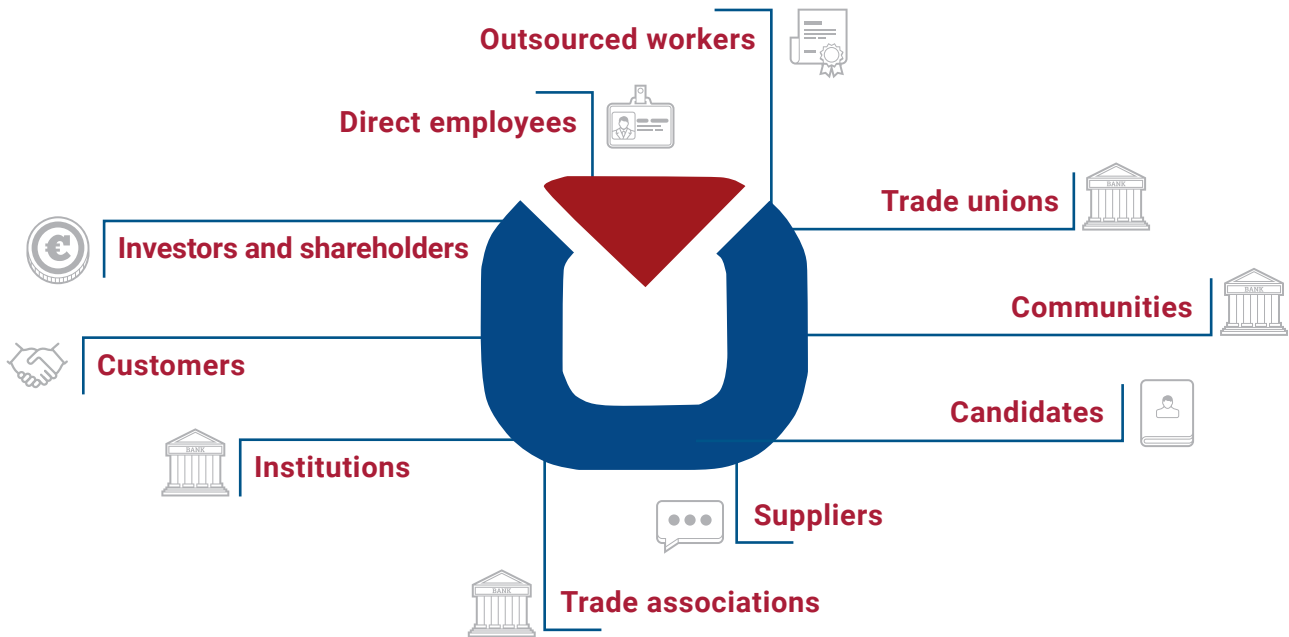 Outsourced workers
Direct employees
BANK
Trade unions
€
Investors and shareholders
BANK
Communities
Customers
Candidates
BANK
Institutions
Suppliers
BANK
Trade associations